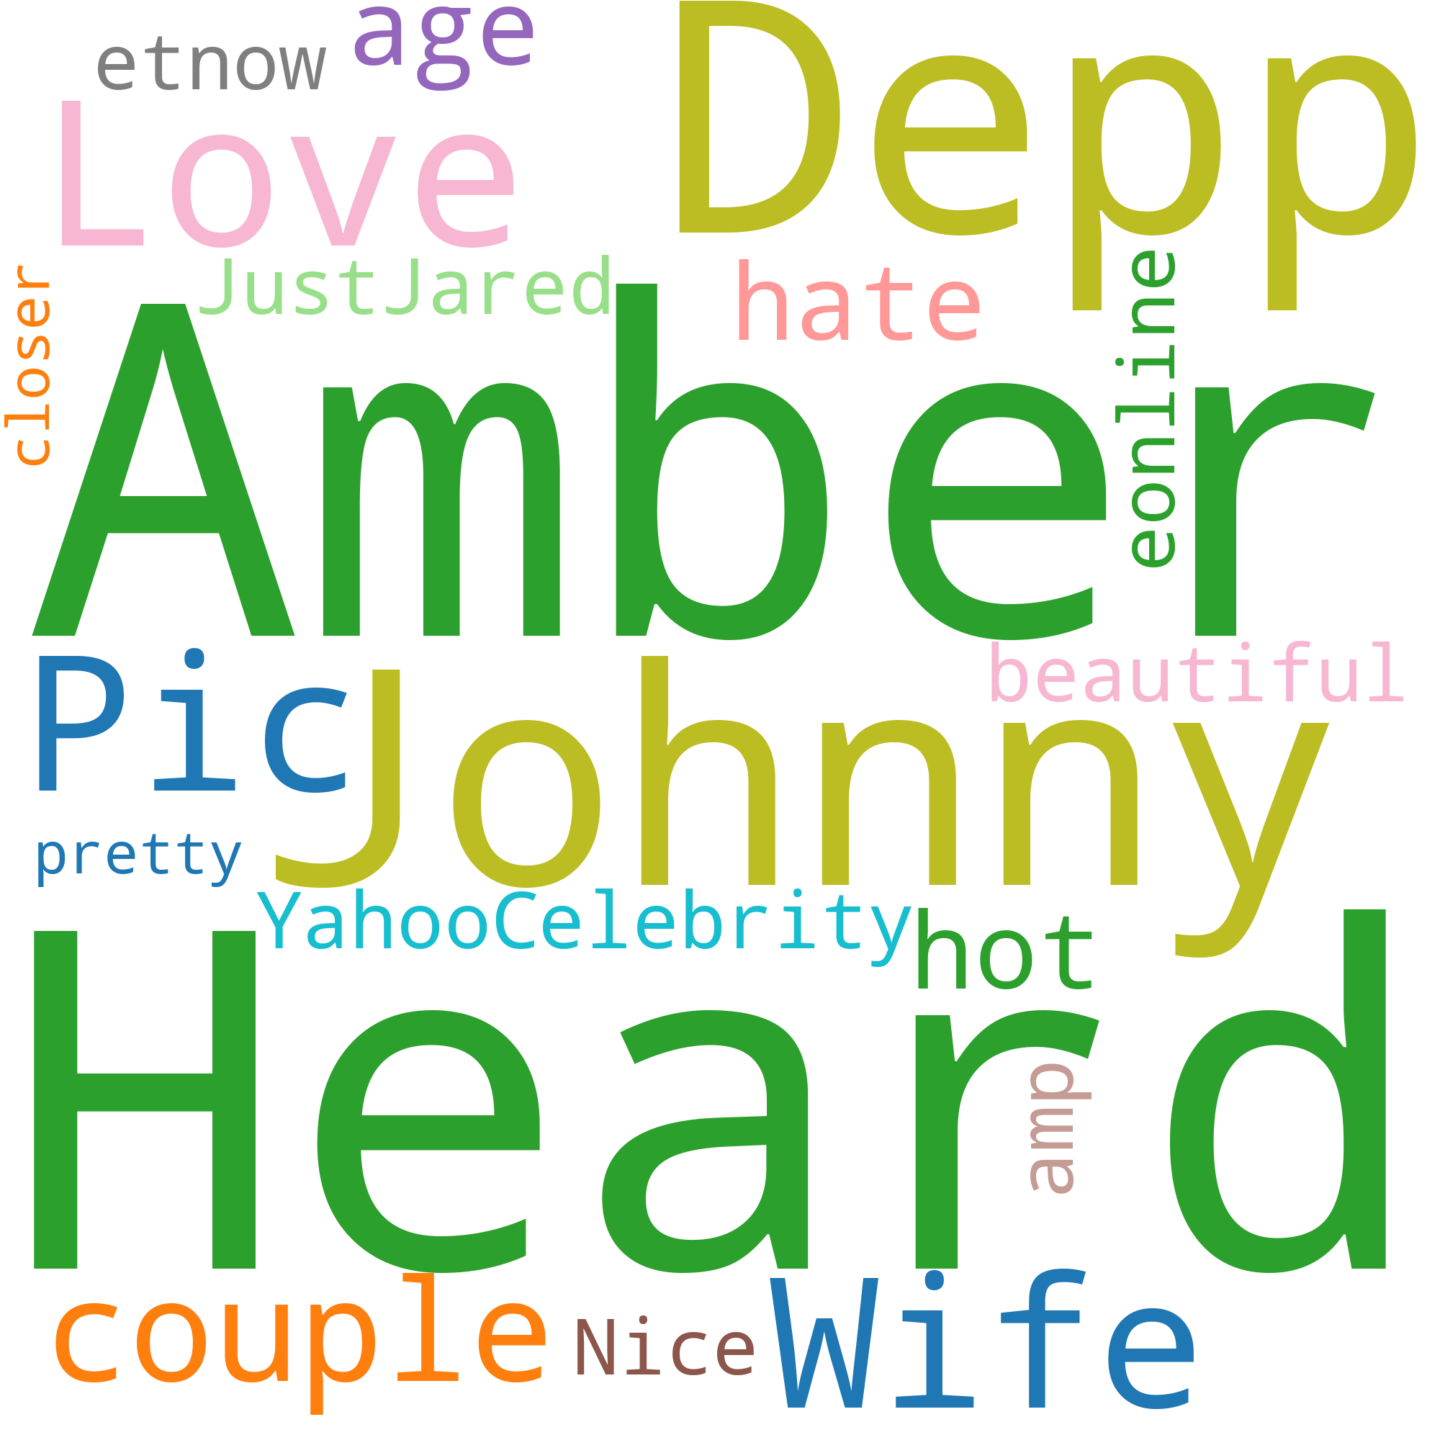 etnow
age
Depp
Love
JustJared
hate
closer
eonline
Amber
Pic
beautiful
Johnny
pretty
YahooCelebrity
hot
Heard
amp
couple
Nice
Wife